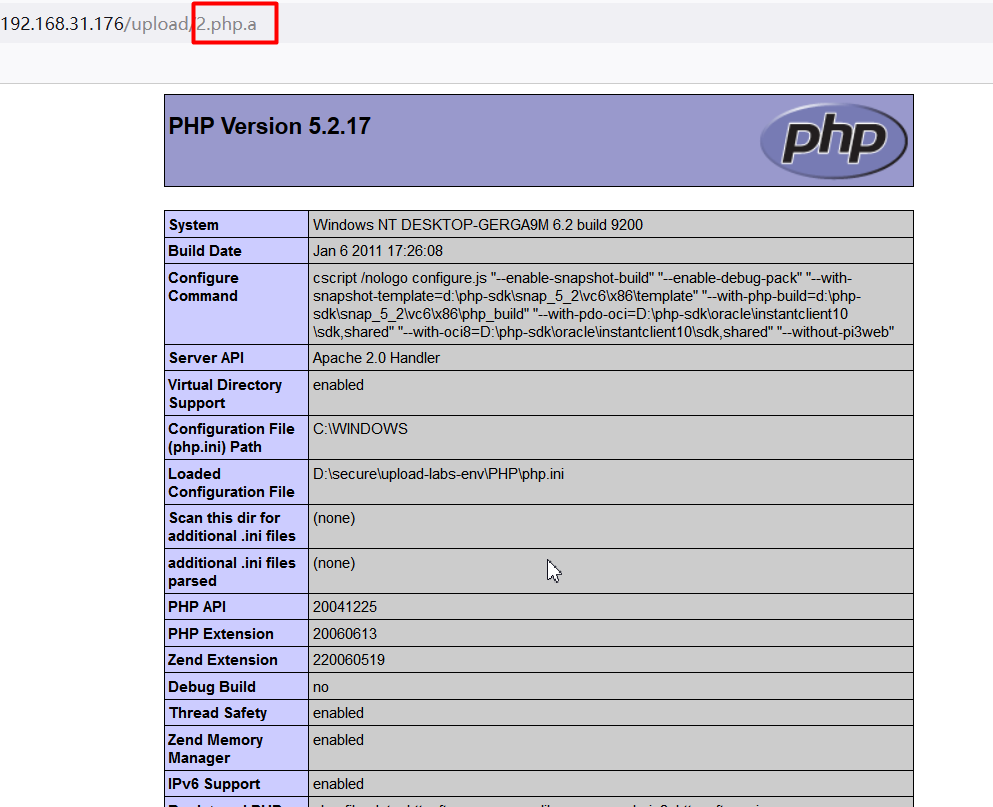 192.168.31.176/upload/2.php.a
PHP Version 5.2.17
php
System Windows NT DESKTOP-GERGA9M 6.2 build 9200
Build Date Jan 6 2011 17:26:08
Configure
Command
cscript /nologo configure.js "--enable-snapshot-build" "--enable-debug-pack" "--with-
snapshot-template=d:\php-sdk\snap_5_2\vc6\x86\template" "--with-php-build=d:\php-
sdk\snap_5_2\vc6\x86\php_build" "--with-pdo-oci=D:\php-sdk\oracle\instantclient10
\sdk,shared" "--with-oci8=D:\php-sdk\oracle\instantclient10\sdk,shared" "--without-pi3web"
Server API Apache 2.0 Handler
Virtual Directory
Support
enabled
Configuration File
(php.ini) Path
C:\WINDOWS
Loaded
Configuration File
D:\secure\upload-labs-env\PHP\php.ini
Scan this dir for
additional .ini files
(none)
additional .ini files
parsed
(none)
PHP API 20041225
PHP Extension 20060613
Zend Extension 220060519
Debug Build no
Thread Safety enabled
Zend Memory
Manager
enabled
IPv6 Support enabled